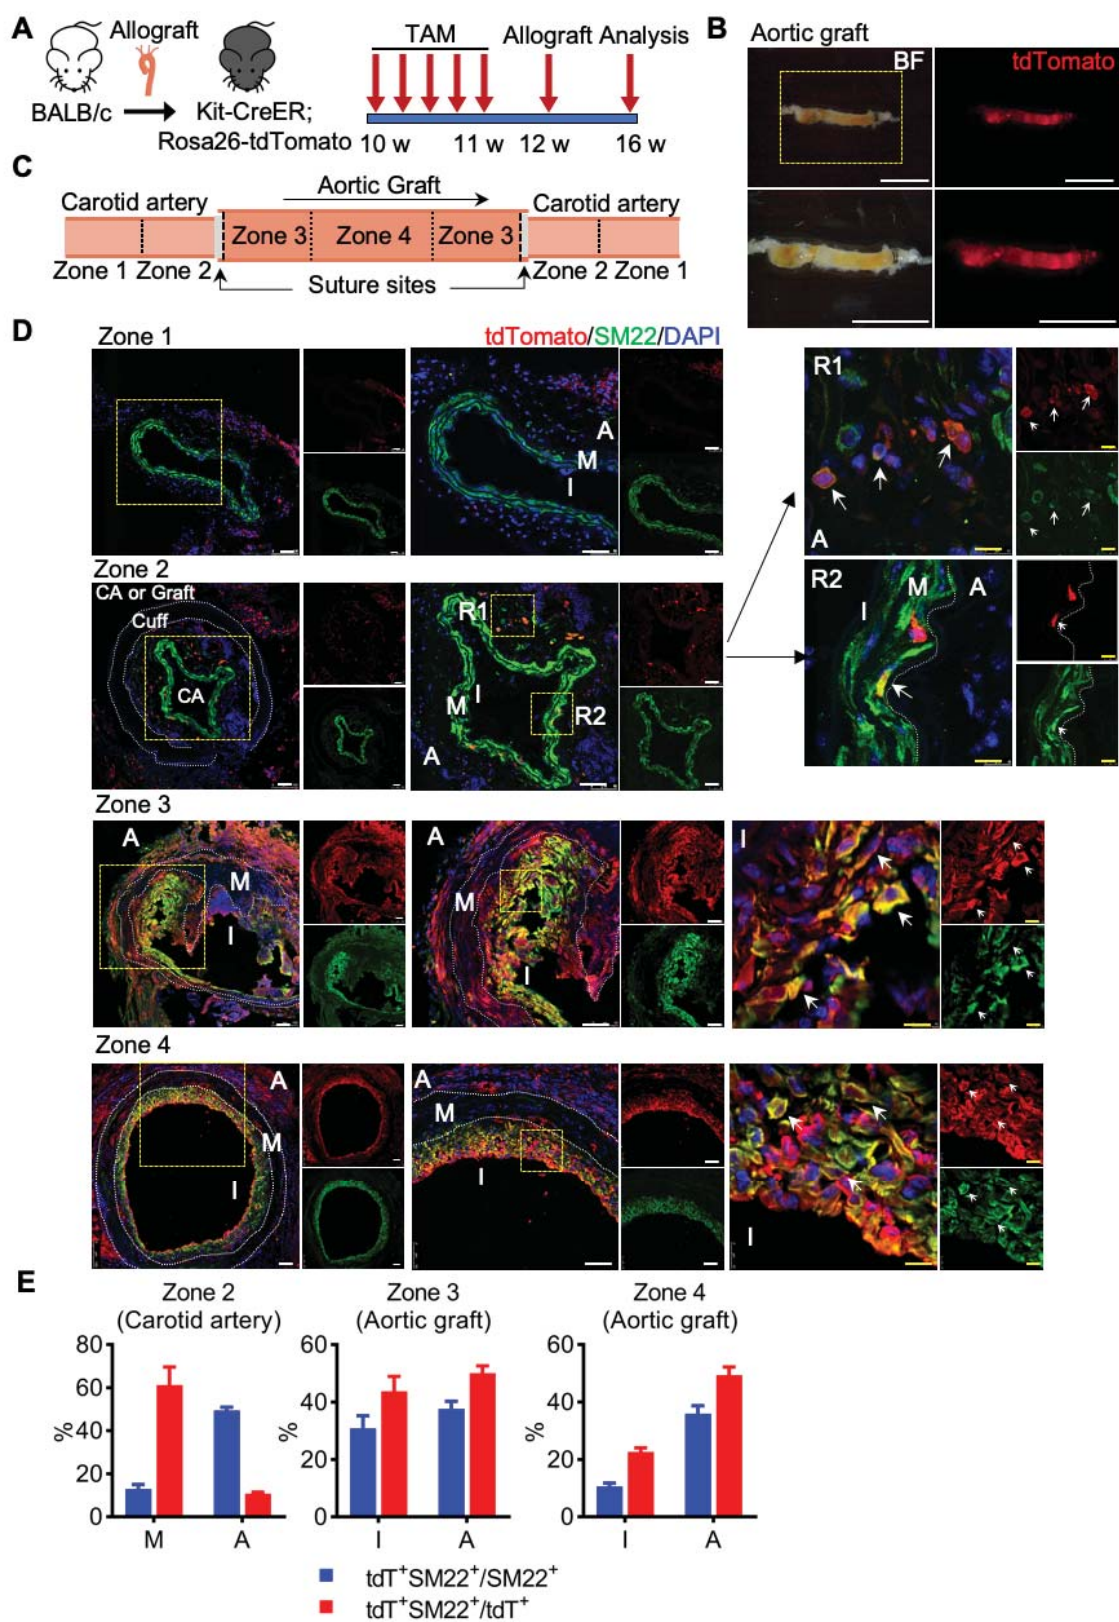 A
Allograft
BALB/c
Kit-CreER;
Rosa26-tdTomato
TAM
Allograft Analysis
10 w
11 w
12 w
16 w
B
Aortic graft
BF
tdTomato
C
Aortic Graft
Carotid artery
Carotid artery
Zone 3
Zone 4
Zone 3
Zone 1
Zone 2
Zone 2
Zone 1
Suture sites
D
Zone 1
tdTomato/SM22/DAPI
A
M
I
R1
A
Zone 2
CA or Graft
Cuff
CA
R1
I
M
R2
A
R2
M
A
I
Zone 3
A
M
I
A
M
I
I
Zone 4
A
M
I
A
M
I
I
E
Zone 2
(Carotid artery)
80
60
40
20
0
%
M
A
Zone 3
(Aortic graft)
60
40
20
0
%
I
A
Zone 4
(Aortic graft)
60
40
20
0
%
I
A
tdT⁺SM22⁺/SM22⁺
tdT⁺SM22⁺/tdT⁺